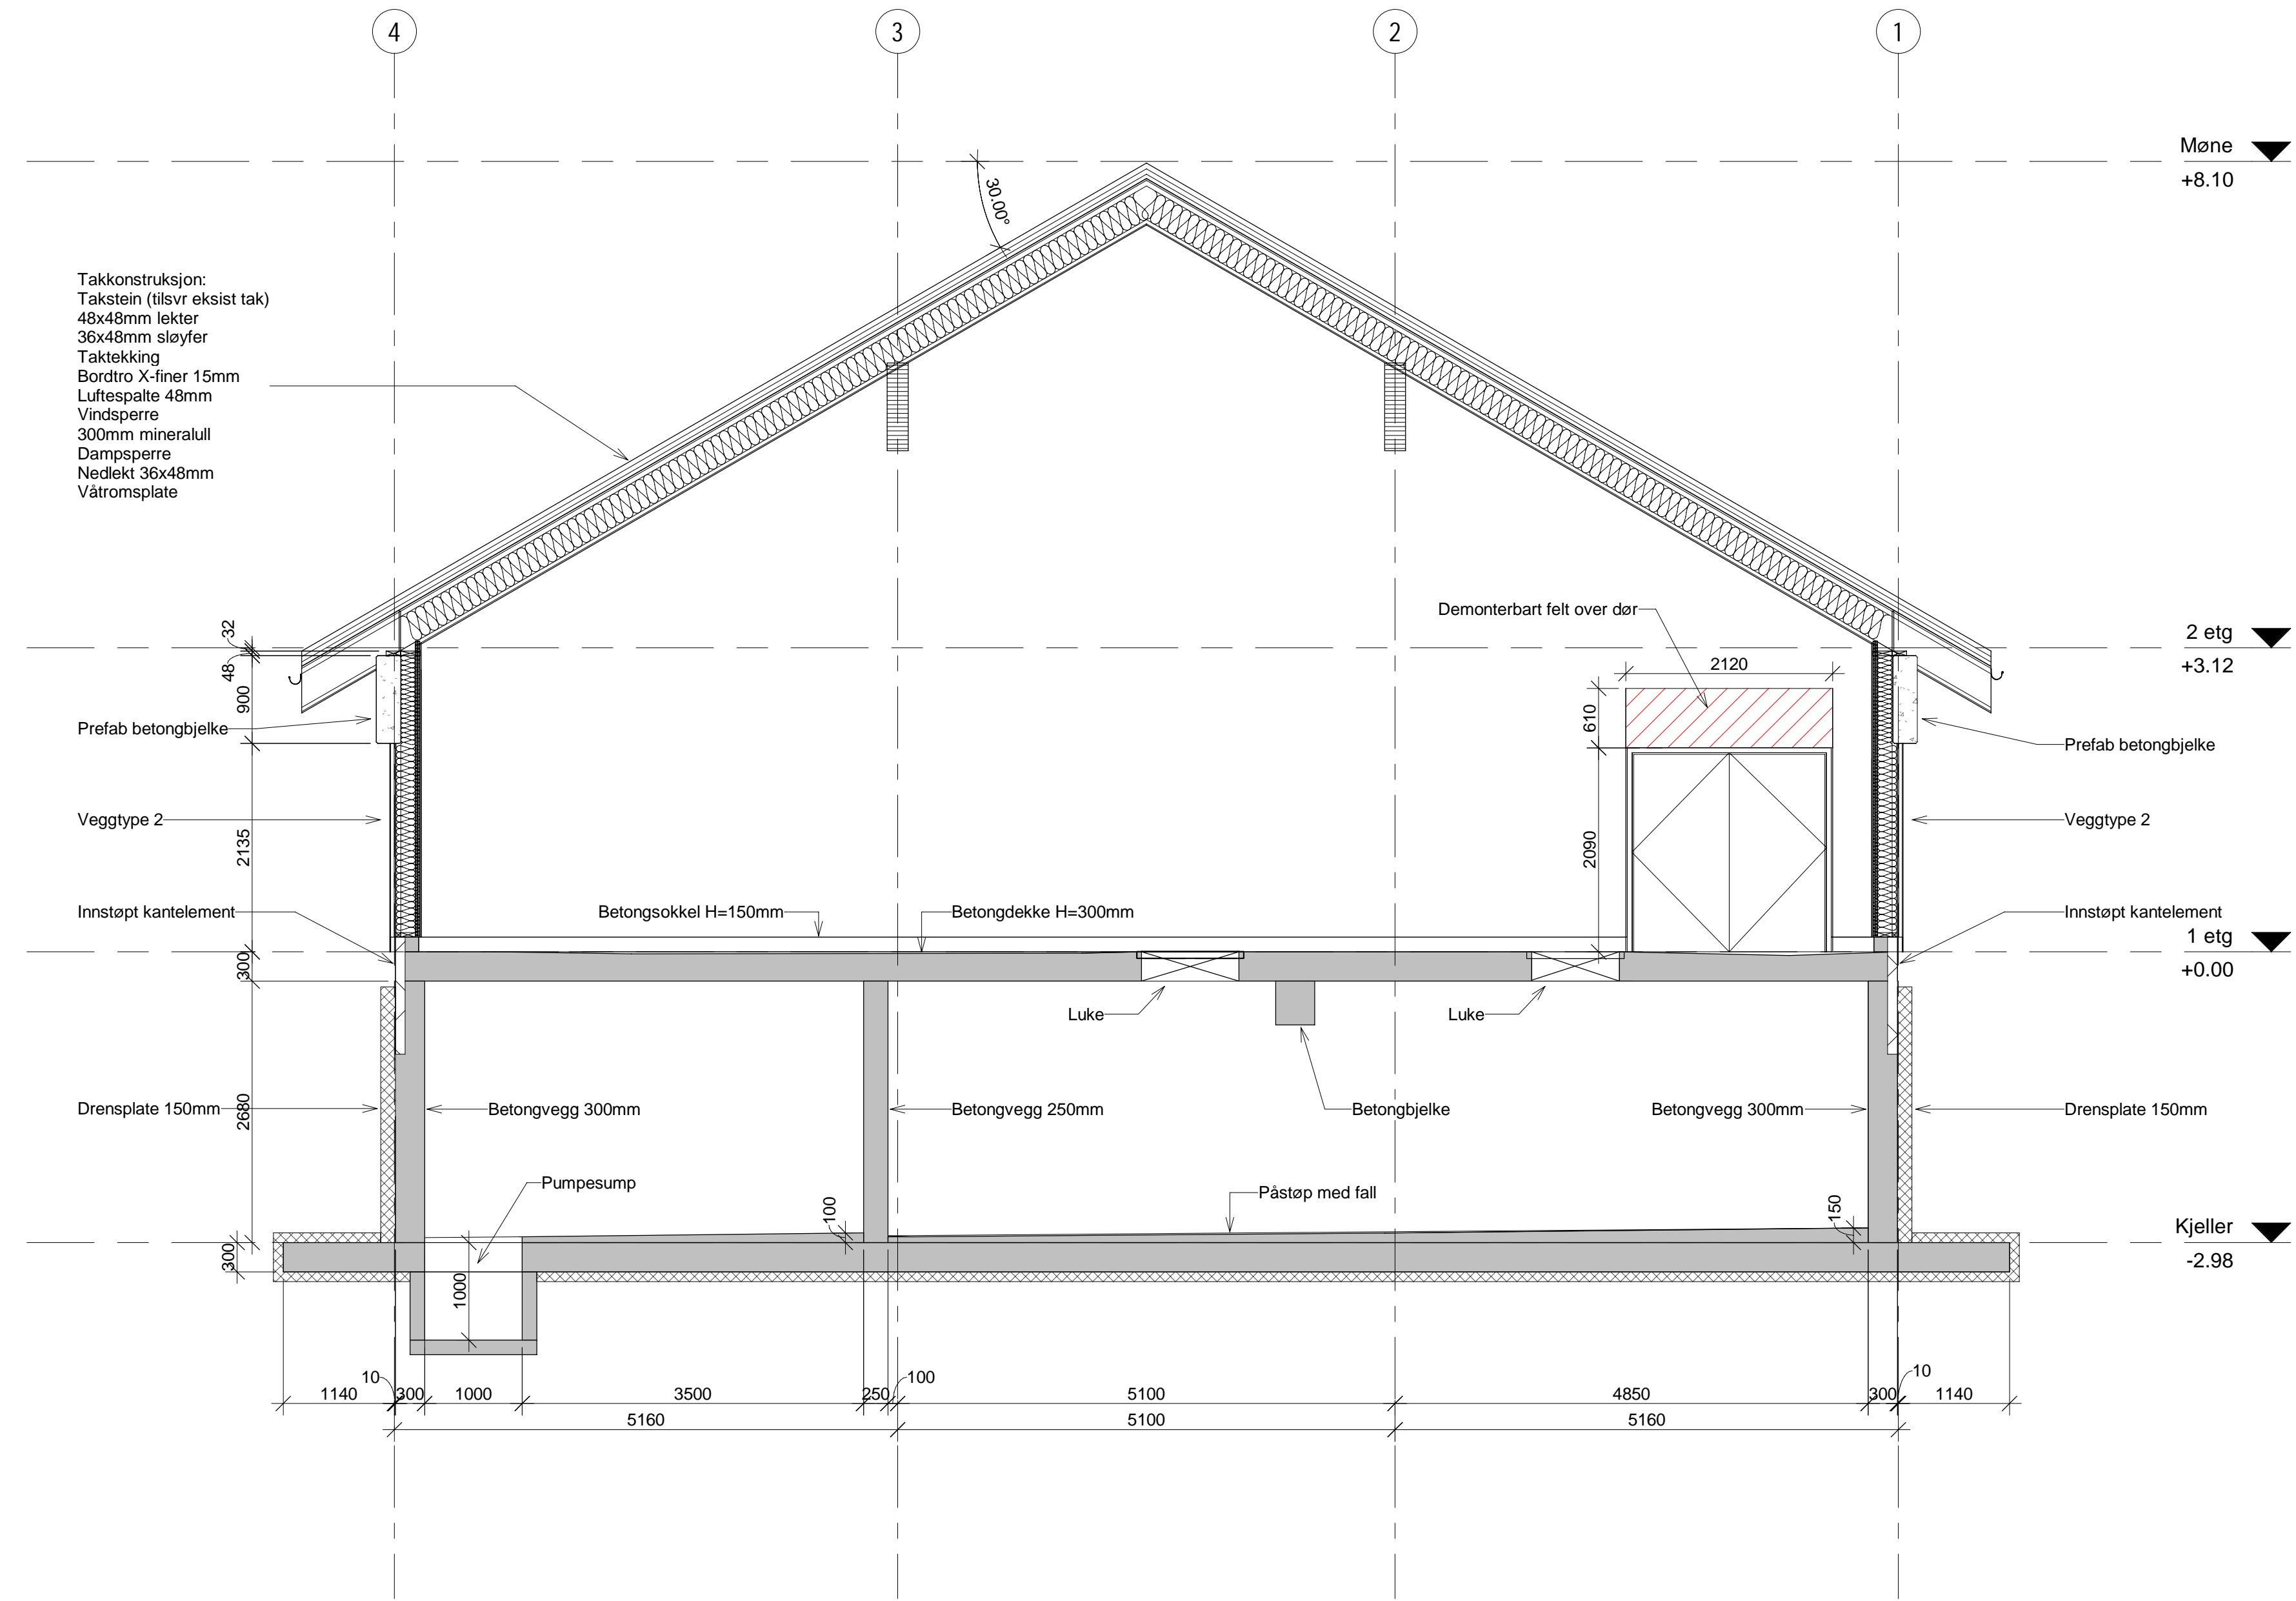 4
3
2
1
Møne
+8.10
30.00°
Takkonstruksjon:
Takstein (tilsvr eksist tak)
48x48mm lekter
36x48mm sløyfer
Taktekking
Bordtro X-finer 15mm
Luftespalte 48mm
Vindsperre
300mm mineralull
Dampsperre
Nedlekt 36x48mm
Våtromsplate
Demonterbart felt over dør
2 etg
+3.12
32
48
900
2135
300
2680
300
2120
610
2090
Prefab betongbjelke
Prefab betongbjelke
Veggtype 2
Veggtype 2
Innstøpt kantelement
Betongsokkel H=150mm
Betongdekke H=300mm
Innstøpt kantelement
1 etg
+0.00
Luke
Luke
Drensplate 150mm
Betongvegg 300mm
Betongvegg 250mm
Betongbjelke
Betongvegg 300mm
Drensplate 150mm
Pumpesump
Påstøp med fall
100
150
Kjeller
-2.98
1000
10
100
10
1140
300
1000
3500
250
5100
4850
300
1140
5160
5100
5160